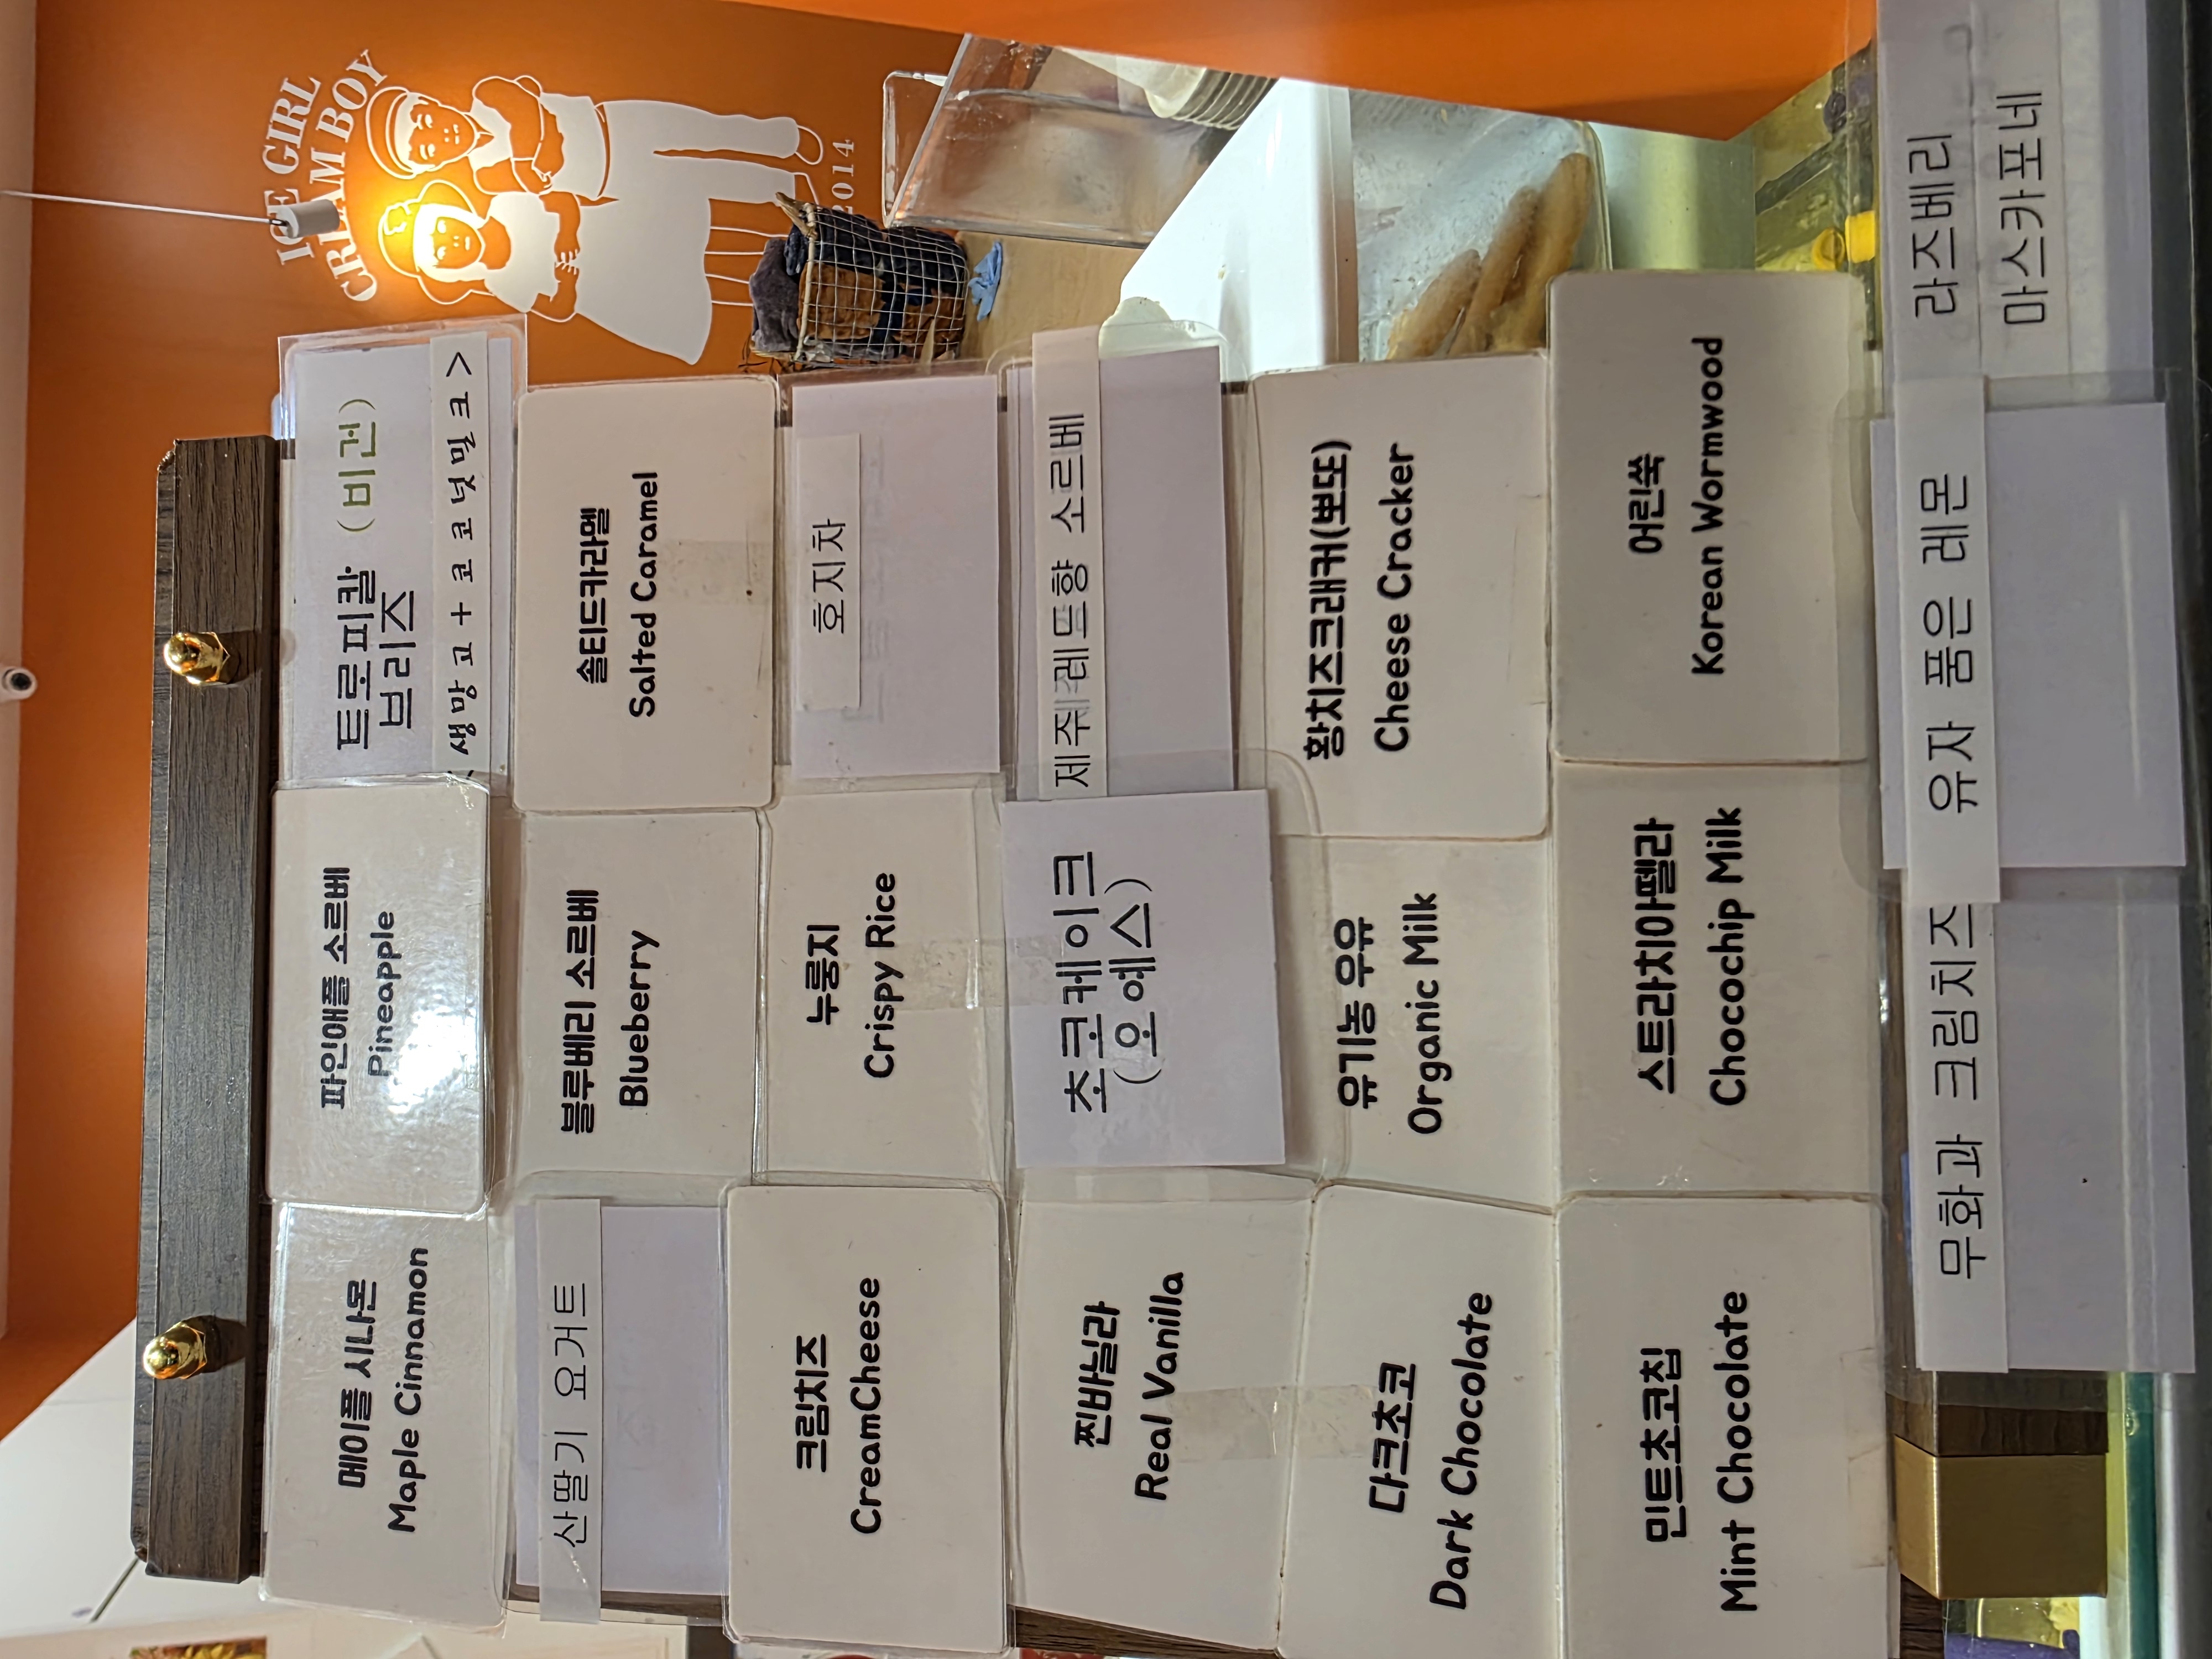 ICE GIRL
CREAM BOY
2014
메이플 시나몬
Maple Cinnamon
파인애플 소르베
Pineapple
트로피칼 (비건)
브리즈
<생망고 + 코코넛밀크>
산딸기 요거트
블루베리 소르베
Blueberry
솔티드카라멜
Salted Caramel
크림치즈
CreamCheese
누룽지
Crispy Rice
호지차
찐바닐라
Real Vanilla
초코케이크
(오예스)
제주레드향 소르베
다크초코
Dark Chocolate
유기농 우유
Organic Milk
황치즈크래커(뽀또)
Cheese Cracker
민트초코칩
Mint Chocolate
스트라치아뗄라
Chocochip Milk
어린쑥
Korean Wormwood
무화과 크림치즈
유자 품은 레몬
라즈베리
마스카포네